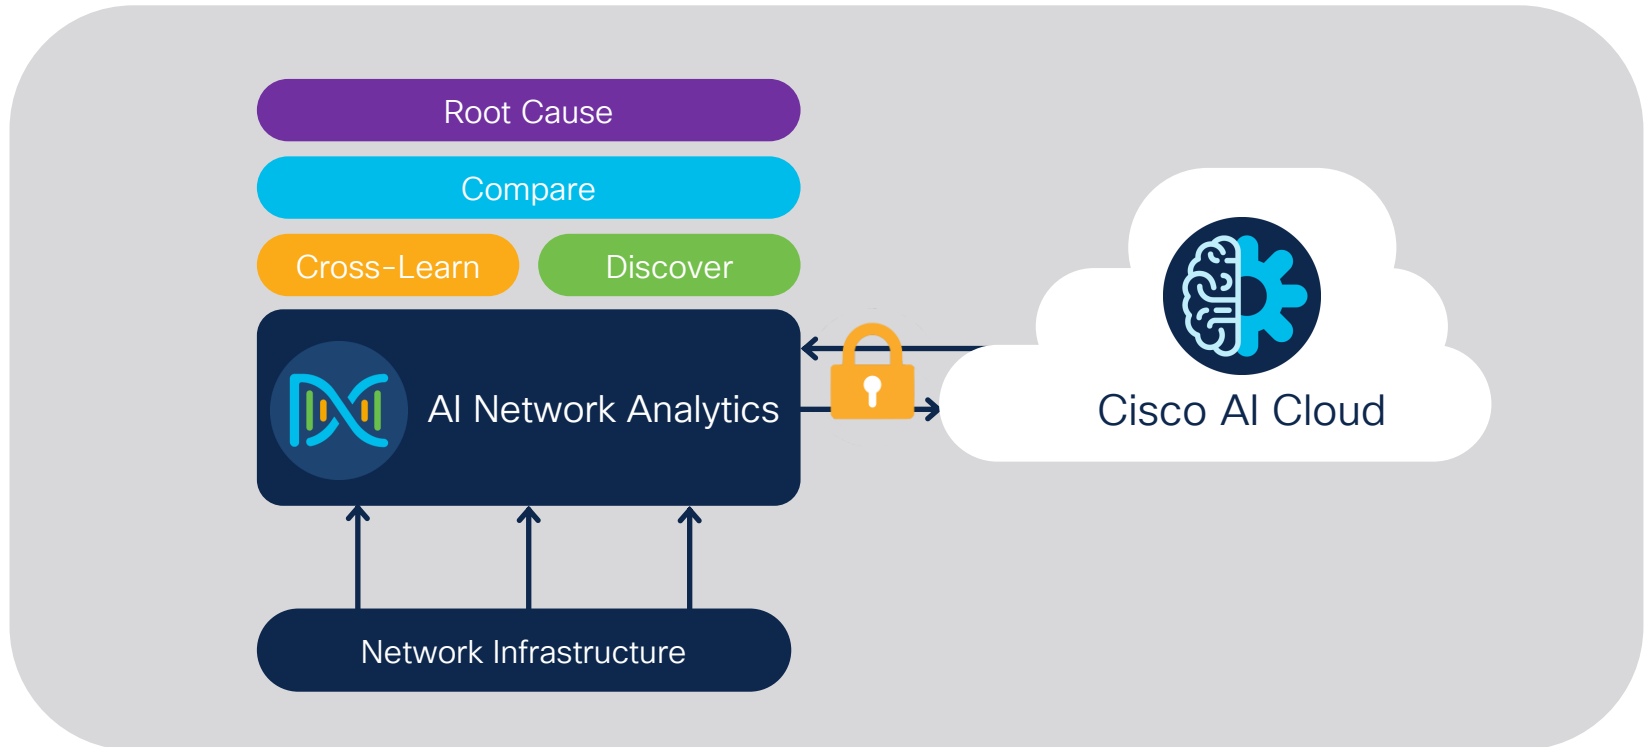 Root Cause
Compare
Cross-Learn
Discover
AI Network Analytics
Cisco AI Cloud
Network Infrastructure